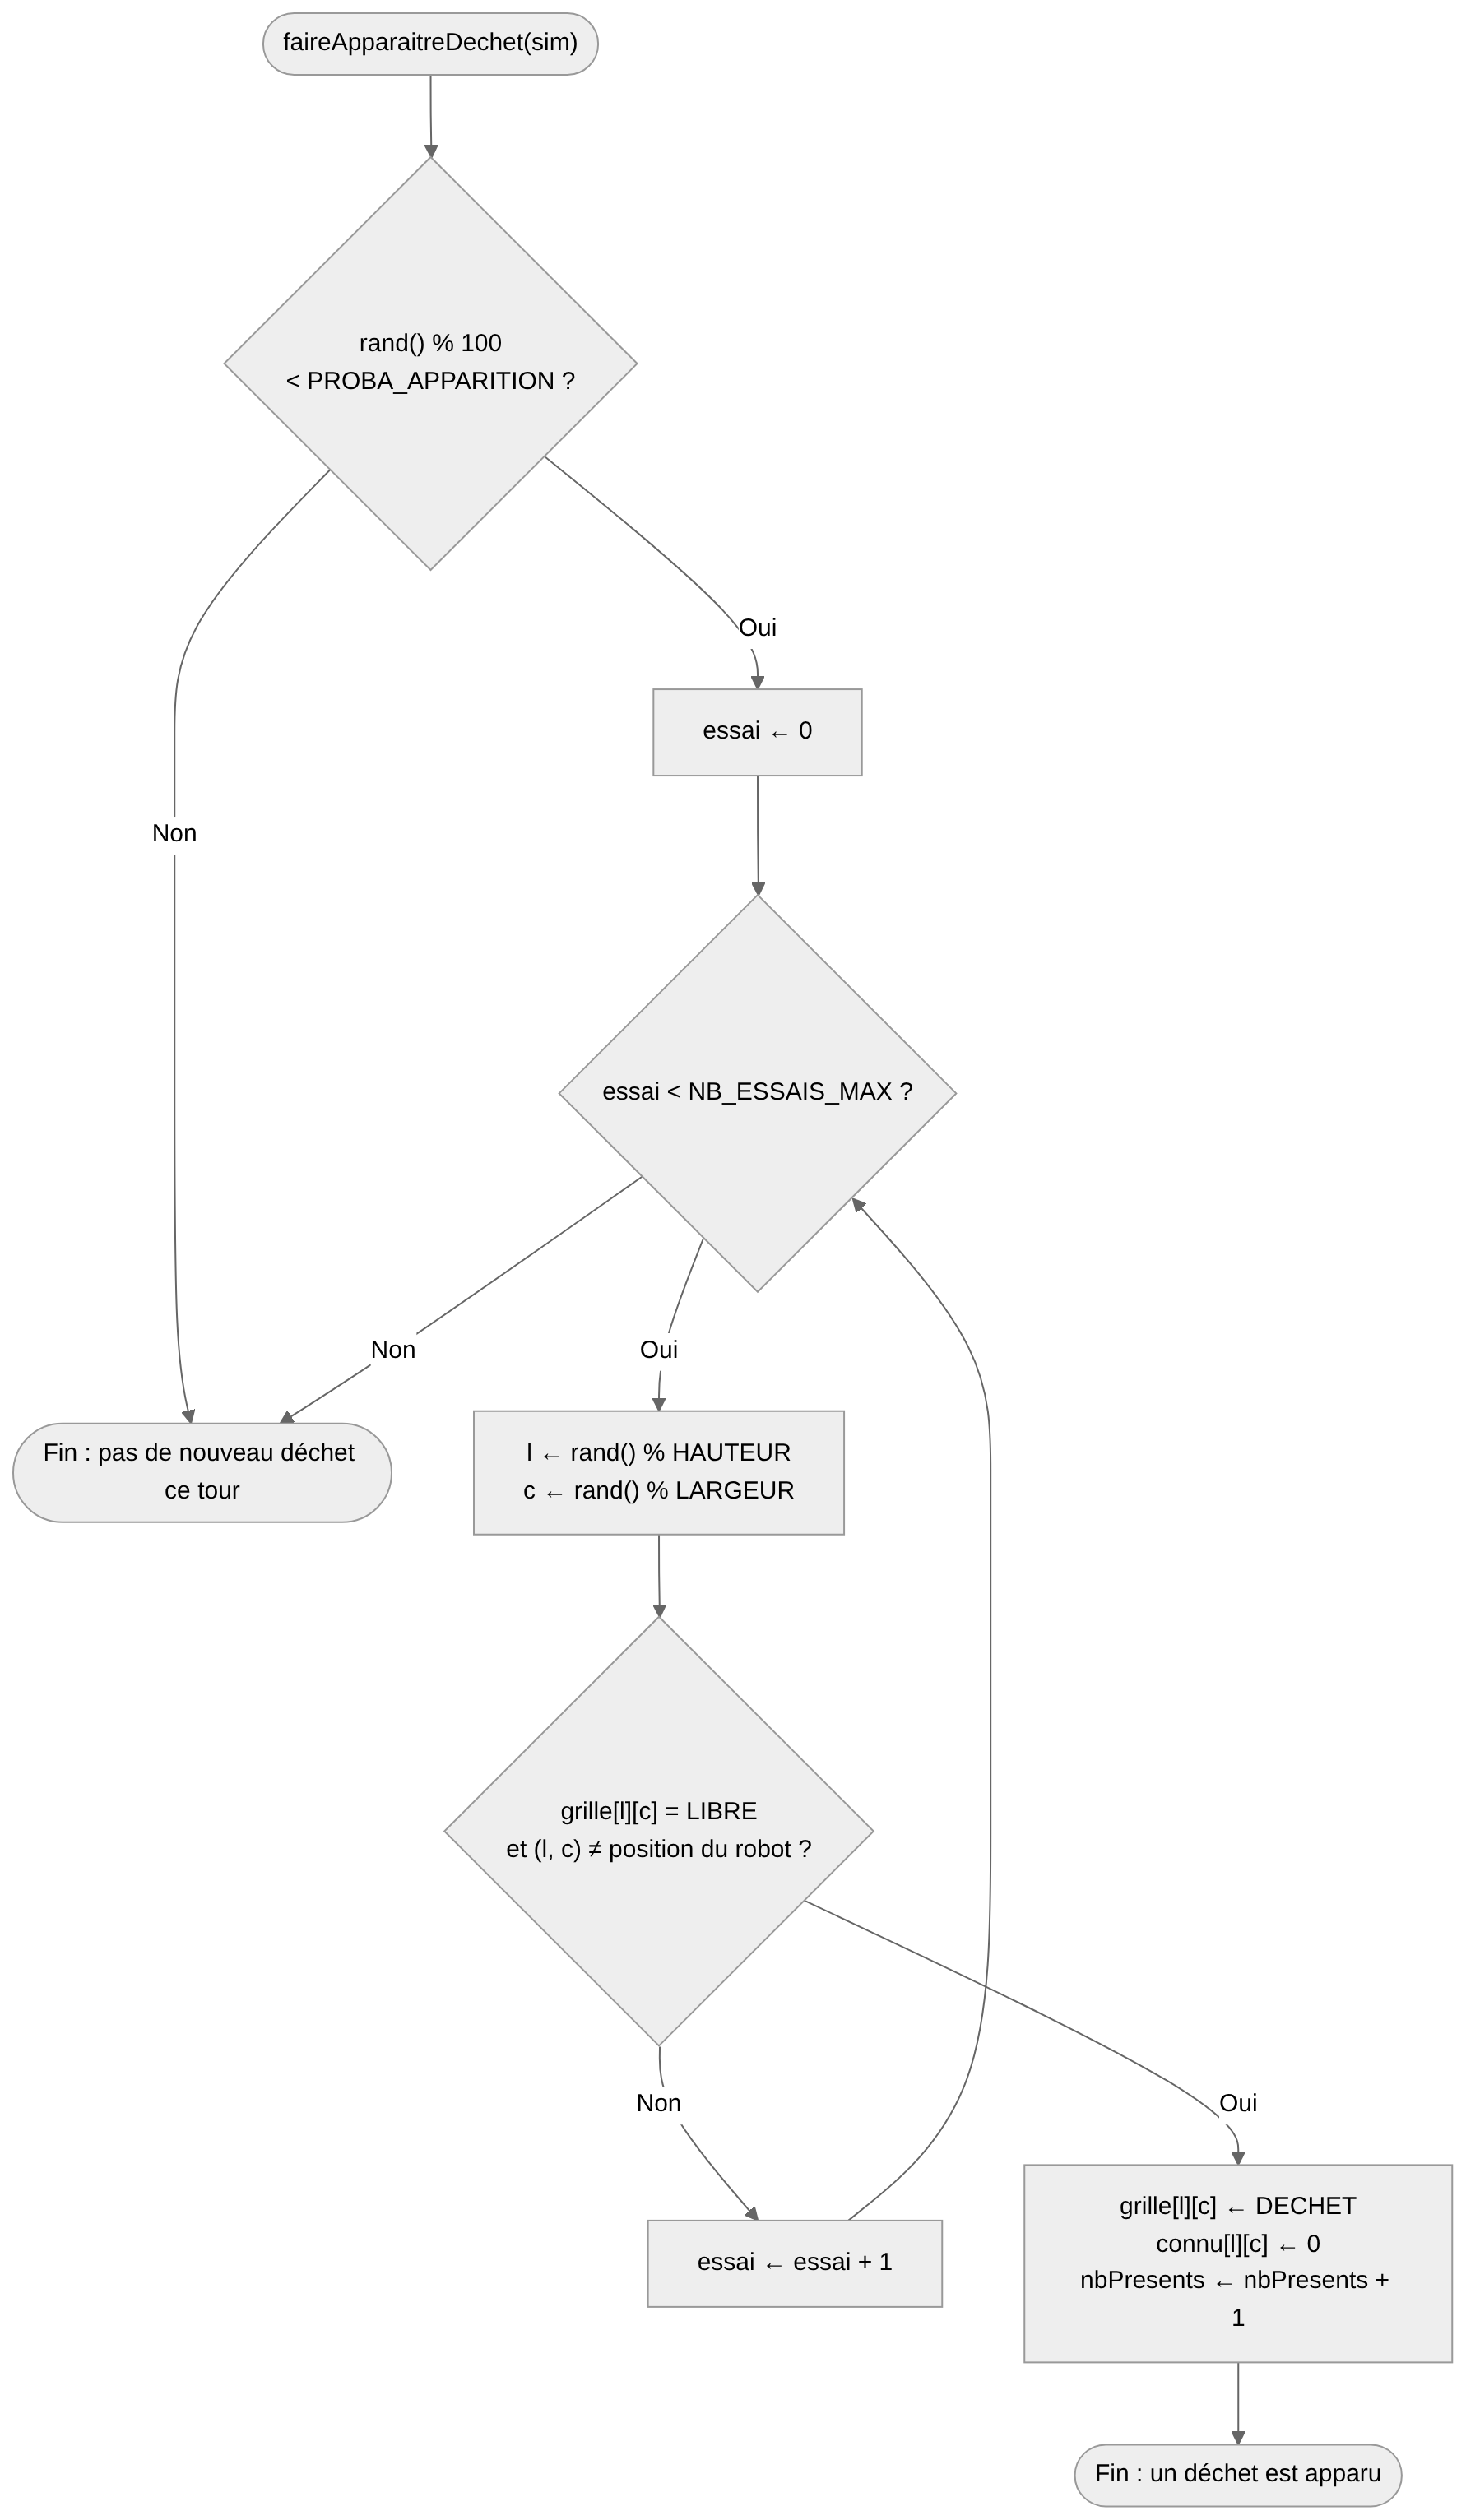 faireApparaitreDechet(sim)
rand() % 100
< PROBA_APPARITION ?
Oui
essai ← 0
Non
essai < NB_ESSAIS_MAX ?
Non
Oui
Fin : pas de nouveau déchet
ce tour
l ← rand() % HAUTEUR
c ← rand() % LARGEUR
grille[l][c] = LIBRE
et (l, c) ≠ position du robot ?
Non
Oui
essai ← essai + 1
grille[l][c] ← DECHET
connu[l][c] ← 0
nbPresents ← nbPresents +
1
Fin : un déchet est apparu